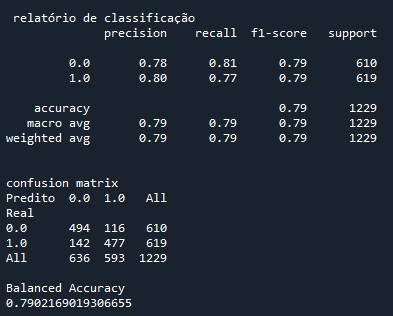 relatório de classificação
precision recall f1-score support
0.0 0.78 0.81 0.79 610
1.0 0.80 0.77 0.79 619
accuracy 0.79 1229
macro avg 0.79 0.79 0.79 1229
weighted avg 0.79 0.79 0.79 1229
confusion matrix
Predito 0.0 1.0 All
Real
0.0 494 116 610
1.0 142 477 619
All 636 593 1229
Balanced Accuracy
0.7902169019306655